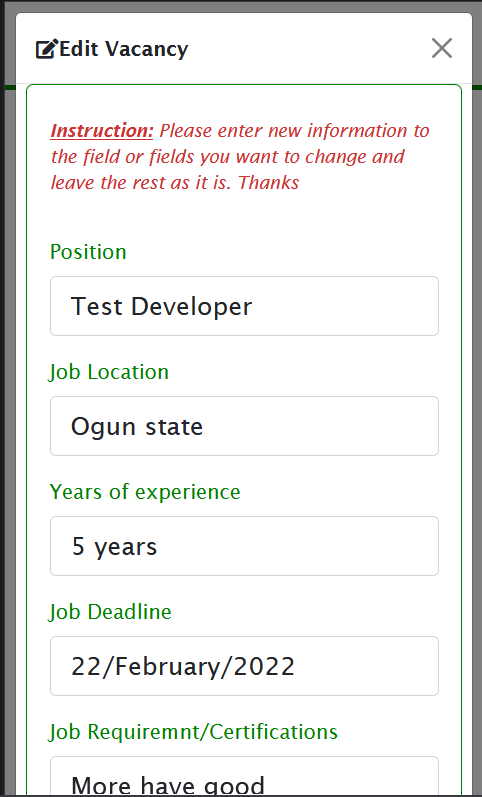 Edit Vacancy
Instruction: Please enter new information to
the field or fields you want to change and
leave the rest as it is. Thanks
Position
Test Developer
Job Location
Ogun state
Years of experience
5 years
Job Deadline
22/February/2022
Job Requiremnt/Certifications
More have good